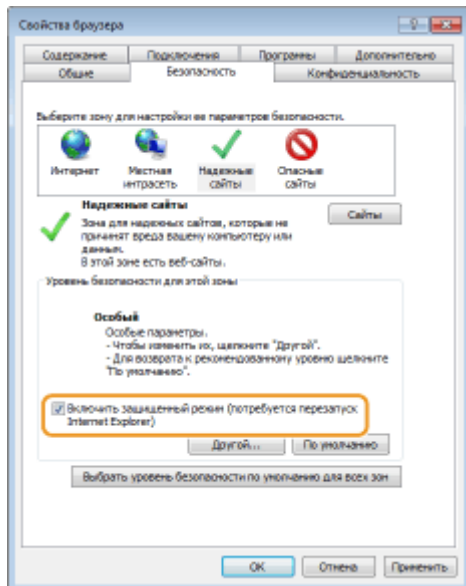 Свойства браузера
Содержание Подключения Программы Дополнительно
Общие Безопасность Конфиденциальность
Выберите зону для настройки ее параметров безопасности.
Интернет Местная интрасеть Надежные сайты Опасные сайты
Надежные сайты
Сайты
Зона для надежных сайтов, которые не
причинят вреда вашему компьютеру или
данным.
В этой зоне есть веб-сайты.
Уровень безопасности для этой зоны
Особый
Особые параметры.
- Чтобы изменить их, щелкните "Другой".
- Для возврата к рекомендованному уровню щелкните
"По умолчанию".
Включить защищенный режим (потребуется перезапуск
Internet Explorer)
Другой... По умолчанию
Выбрать уровень безопасности по умолчанию для всех зон
OK Отмена Применить